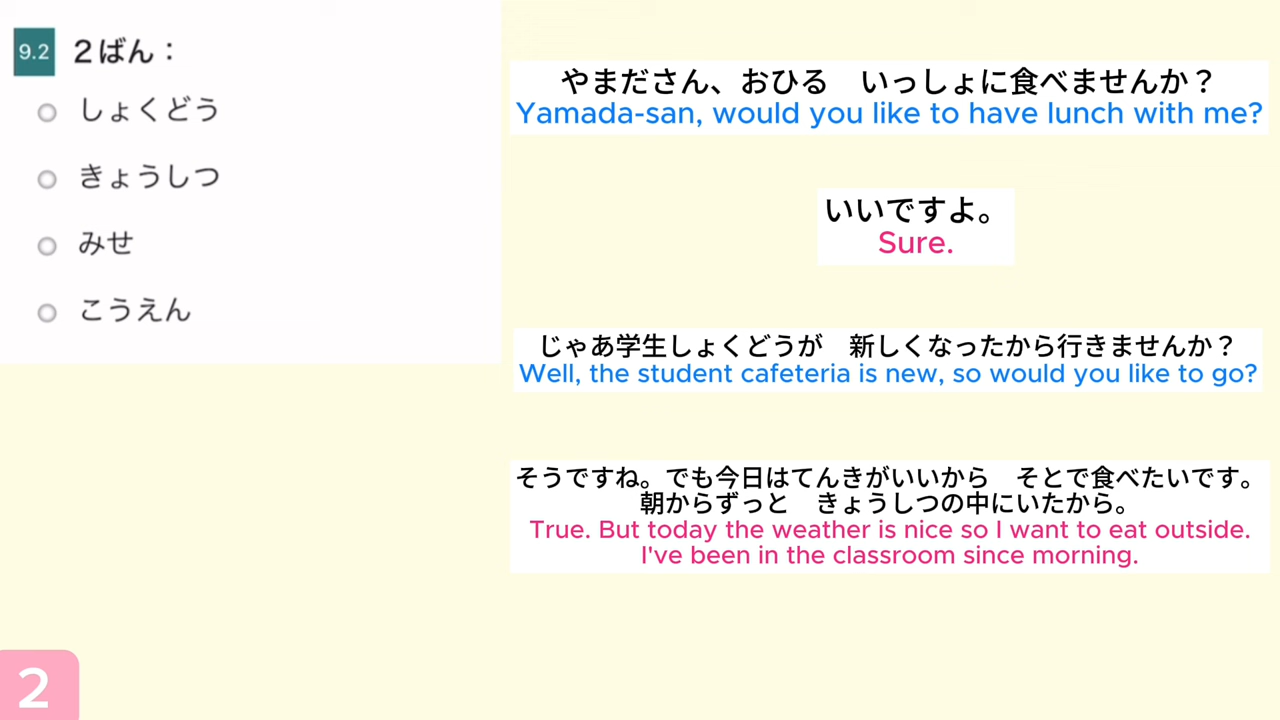 9.2 2ばん：
しょくどう
きょうしつ
みせ
こうえん
やまださん、おひる　いっしょに食べませんか？
Yamada-san, would you like to have lunch with me?
いいですよ。
Sure.
じゃあ学生しょくどうが　新しくなったから行きませんか？
Well, the student cafeteria is new, so would you like to go?
そうですね。でも今日はてんきがいいから　そとで食べたいです。
朝からずっと　きょうしつの中にいたから。
True. But today the weather is nice so I want to eat outside.
I've been in the classroom since morning.
2